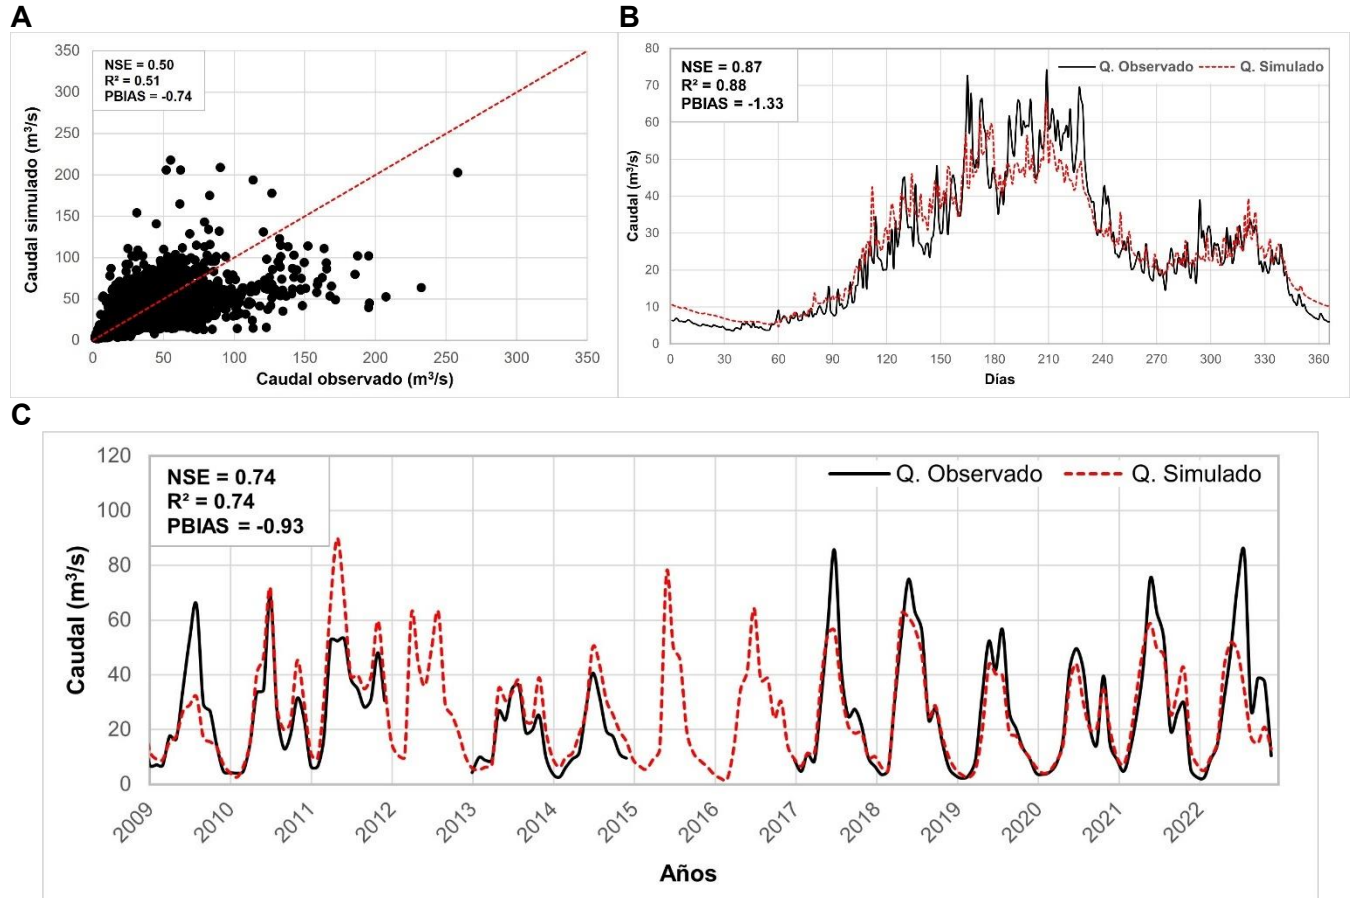 A
NSE = 0.50
R² = 0.51
PBIAS = -0.74
350
300
250
200
150
100
50
0
Caudal simulado (m³/s)
0 50 100 150 200 250 300 350
Caudal observado (m³/s)
B
NSE = 0.87
R² = 0.88
PBIAS = -1.33
Q. Observado Q. Simulado
80
70
60
50
40
30
20
10
0
Caudal (m³/s)
0 30 60 90 120 150 180 210 240 270 300 330 360
Días
C
NSE = 0.74
R² = 0.74
PBIAS = -0.93
Q. Observado Q. Simulado
120
100
80
60
40
20
0
Caudal (m³/s)
2009 2010 2011 2012 2013 2014 2015 2016 2017 2018 2019 2020 2021 2022
Años